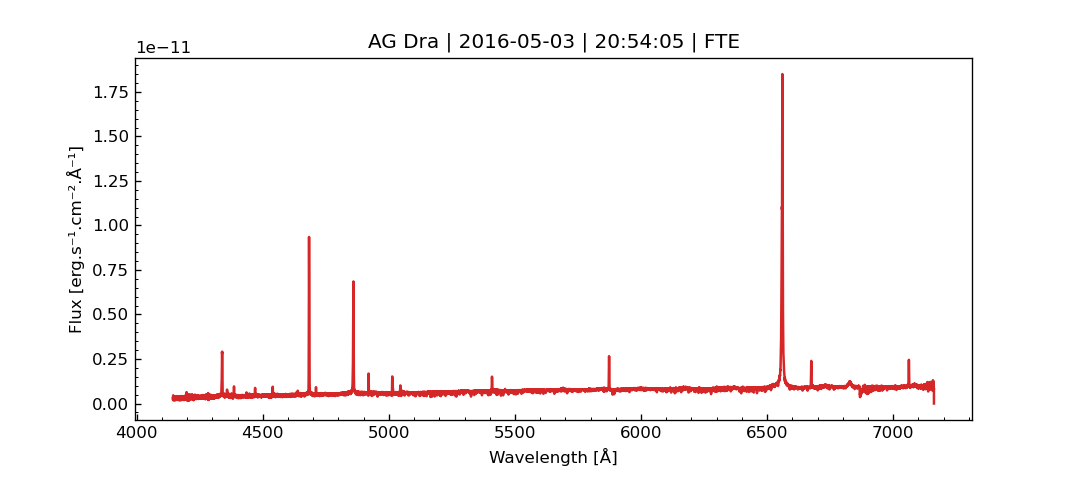 AG Dra | 2016-05-03 | 20:54:05 | FTE
1e−11
1.75
1.50
1.25
1.00
0.75
0.50
0.25
0.00
Flux [erg.s⁻¹.cm⁻².Å⁻¹]
4000 4500 5000 5500 6000 6500 7000
Wavelength [Å]